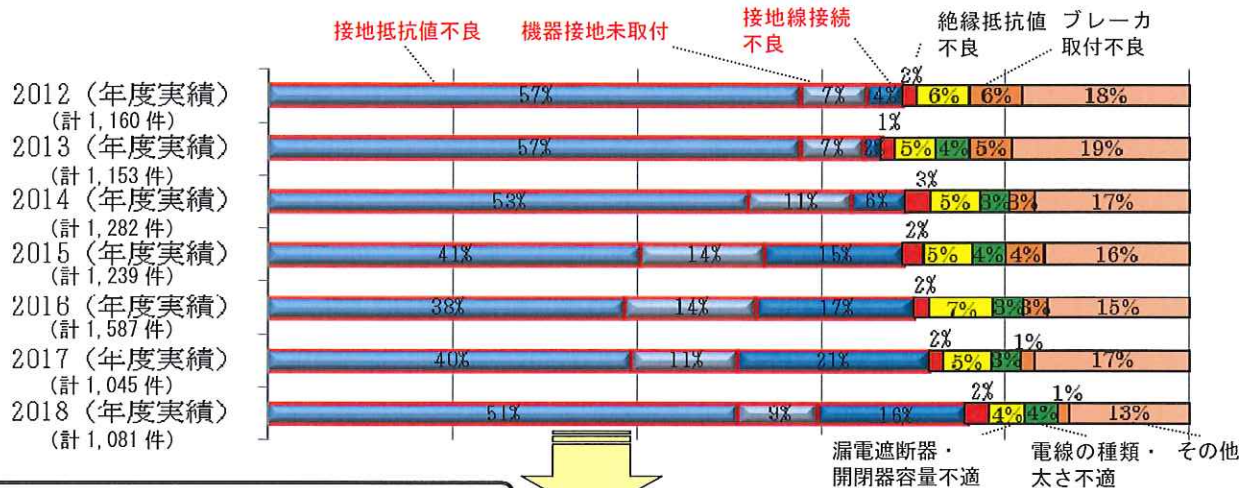 接地抵抗値不良 機器接地未取付 接地線接続不良 絶縁抵抗値不良 ブレーカ取付不良
2%
2012（年度実績） 57% 7% 4% 6% 6% 18%
(計 1,160 件)
1%
2013（年度実績） 57% 7% 2% 5% 4% 5% 19%
(計 1,153 件)
3%
2014（年度実績） 53% 11% 6% 5% 3% 3% 17%
(計 1,282 件)
2%
2015（年度実績） 41% 14% 15% 5% 4% 4% 16%
(計 1,239 件)
2%
2016（年度実績） 38% 14% 17% 7% 3% 3% 15%
(計 1,587 件)
2% 1%
2017（年度実績） 40% 11% 21% 5% 3% 17%
(計 1,045 件)
2% 1%
2018（年度実績） 51% 9% 16% 4% 4% 13%
(計 1,081 件)
漏電遮断器・開閉器容量不適 電線の種類・太さ不適 その他